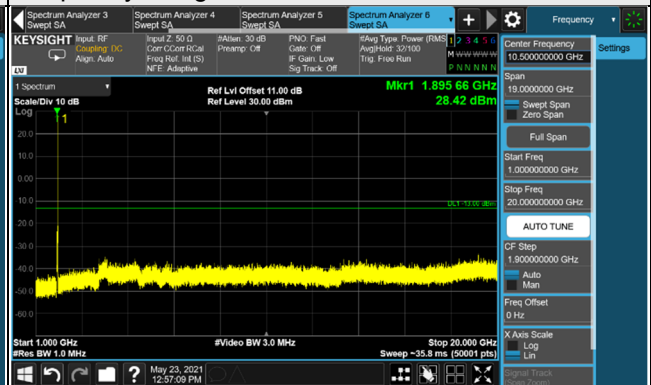 Spectrum Analyzer 3
Swept SA
Spectrum Analyzer 4
Swept SA
Spectrum Analyzer 5
Swept SA
Spectrum Analyzer 6
Swept SA
Frequency
KEYSIGHT
Input: RF
Coupling: DC
Align: Auto
Input Z: 50 Ω
Corr CCorr RCal
Freq Ref: Int (S)
NFE: Adaptive
#Atten: 30 dB
Preamp: Off
PNO: Fast
Gate: Off
IF Gain: Low
Sig Track: Off
#Avg Type: Power (RMS)
Avg|Hold: 32/100
Trig: Free Run
1 2 3 4 5 6
M W W W W W
P N N N N N
LXI
1 Spectrum
Scale/Div 10 dB
Log
Ref Lvl Offset 11.00 dB
Ref Level 30.00 dBm
Mkr1 1.895 66 GHz
28.42 dBm
1
20.0
10.0
0.00
-10.0
-20.0
-30.0
-40.0
-50.0
-60.0
DL1 -13.00 dBm
Start 1.000 GHz
#Res BW 1.0 MHz
#Video BW 3.0 MHz
Stop 20.000 GHz
Sweep ~35.8 ms (50001 pts)
May 23, 2021
12:57:09 PM
Center Frequency
10.500000000 GHz
Settings
Span
19.0000000 GHz
Swept Span
Zero Span
Full Span
Start Freq
1.000000000 GHz
Stop Freq
20.000000000 GHz
AUTO TUNE
CF Step
1.900000000 GHz
Auto
Man
Freq Offset
0 Hz
X Axis Scale
Log
Lin
Signal Track
(Span Zoom)